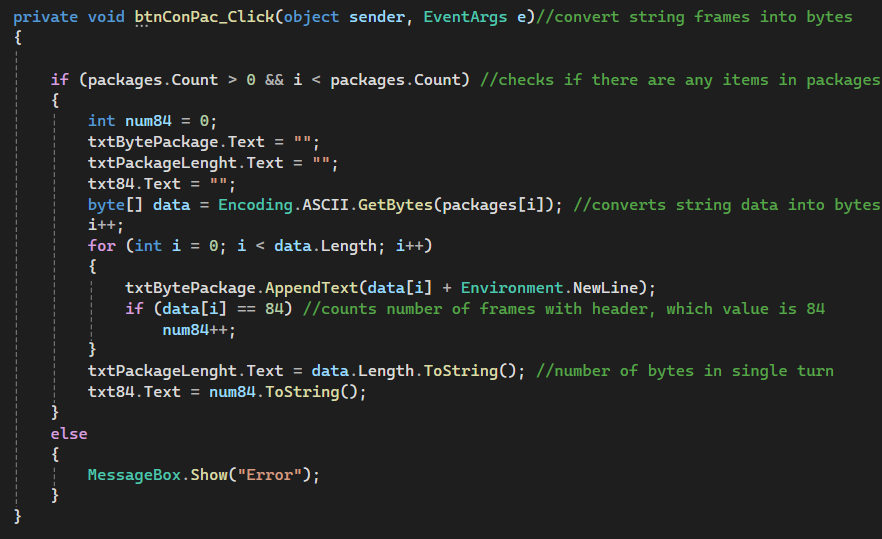 private void btnConPac_Click(object sender, EventArgs e)//convert string frames into bytes
{
if (packages.Count > 0 && i < packages.Count) //checks if there are any items in packages
{
int num84 = 0;
txtBytePackage.Text = "";
txtPackageLenght.Text = "";
txt84.Text = "";
byte[] data = Encoding.ASCII.GetBytes(packages[i]); //converts string data into bytes
i++;
for (int i = 0; i < data.Length; i++)
{
txtBytePackage.AppendText(data[i] + Environment.NewLine);
if (data[i] == 84) //counts number of frames with header, which value is 84
num84++;
}
txtPackageLenght.Text = data.Length.ToString(); //number of bytes in single turn
txt84.Text = num84.ToString();
}
else
{
MessageBox.Show("Error");
}
}